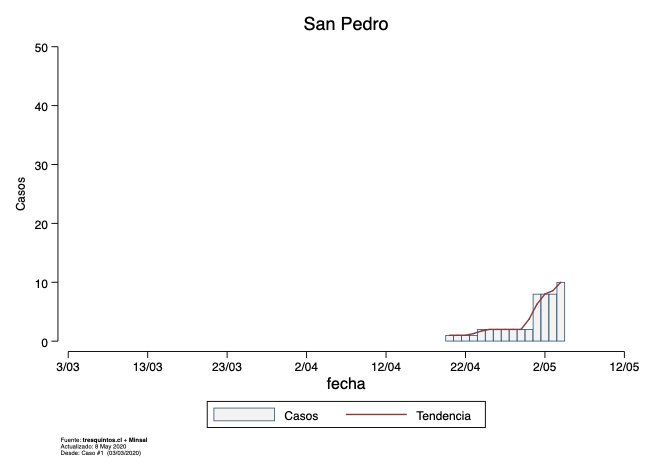 San Pedro
50
40
30
20
10
0
Casos
3/03 13/03 23/03 2/04 12/04 22/04 2/05 12/05
fecha
Casos Tendencia
Fuente: tresquintos.cl + Minsal
Actualizado: 8 May 2020
Desde: Caso #1 (03/03/2020)